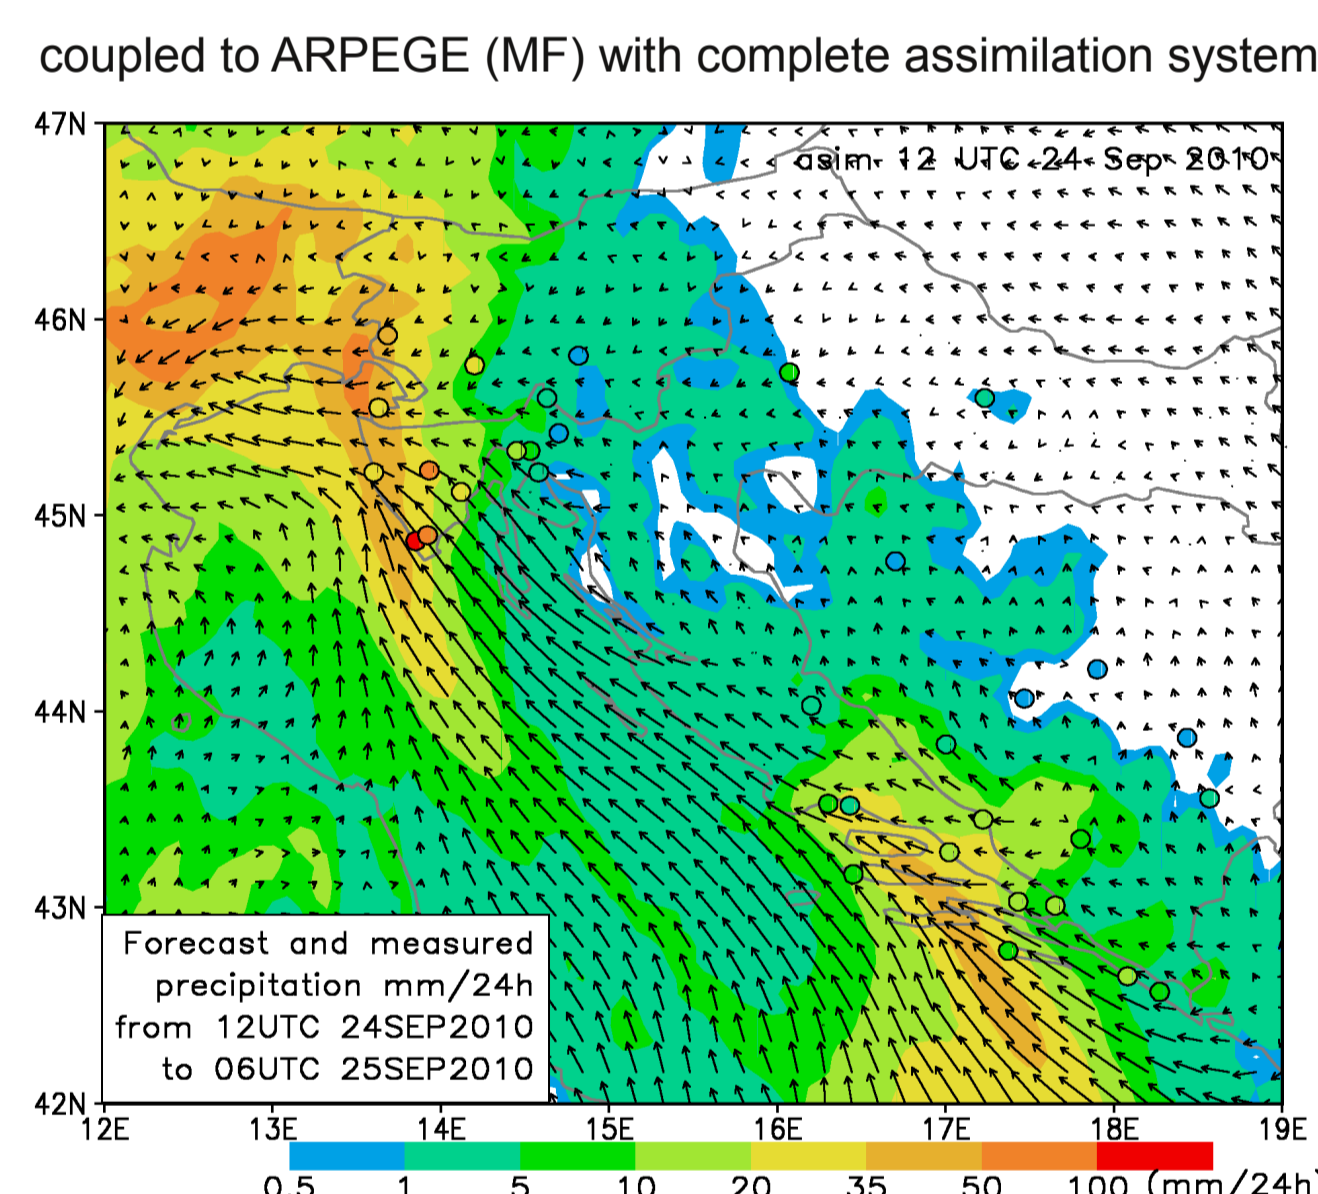 coupled to ARPEGE (MF) with complete assimilation system
47N
asim 12 UTC 24 Sep 2010
46N
45N
44N
43N
Forecast and measured
precipitation mm/24h
from 12UTC 24SEP2010
to 06UTC 25SEP2010
42N
12E 13E 14E 15E 16E 17E 18E 19E
0.5 1 5 10 20 35 50 100 (mm/24h)